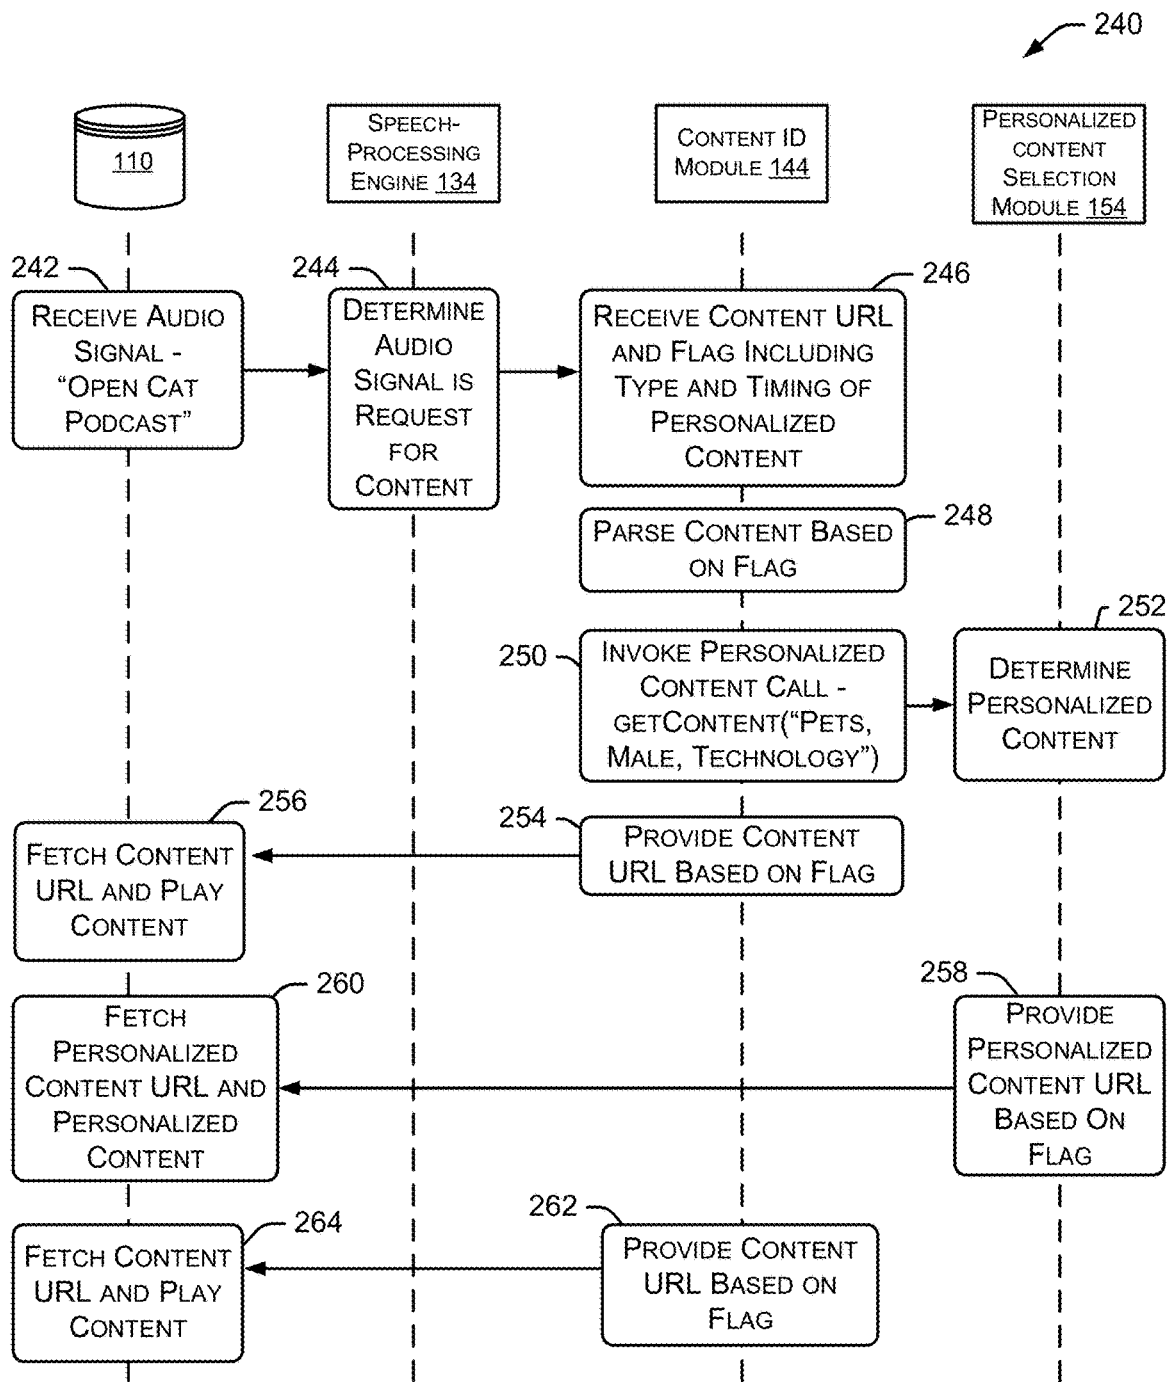 240
110
SPEECH-
PROCESSING
ENGINE 134
CONTENT ID
MODULE 144
PERSONALIZED
CONTENT
SELECTION
MODULE 154
242
RECEIVE AUDIO
SIGNAL -
“OPEN CAT
PODCAST”
244
DETERMINE
AUDIO
SIGNAL IS
REQUEST
FOR
CONTENT
246
RECEIVE CONTENT URL
AND FLAG INCLUDING
TYPE AND TIMING OF
PERSONALIZED
CONTENT
248
PARSE CONTENT BASED
ON FLAG
250
INVOKE PERSONALIZED
CONTENT CALL -
GETCONTENT(“PETS,
MALE, TECHNOLOGY”)
252
DETERMINE
PERSONALIZED
CONTENT
254
PROVIDE CONTENT
URL BASED ON FLAG
256
FETCH CONTENT
URL AND PLAY
CONTENT
258
PROVIDE
PERSONALIZED
CONTENT URL
BASED ON
FLAG
260
FETCH
PERSONALIZED
CONTENT URL AND
PERSONALIZED
CONTENT
262
PROVIDE CONTENT
URL BASED ON
FLAG
264
FETCH CONTENT
URL AND PLAY
CONTENT